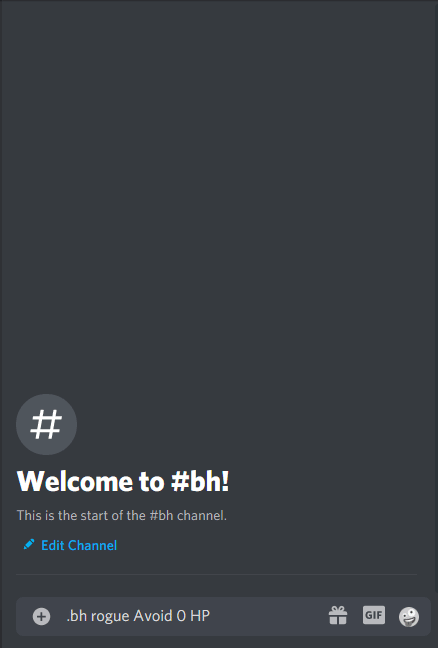 #
Welcome to #bh!
This is the start of the #bh channel.
Edit Channel
.bh rogue Avoid 0 HP
GIF